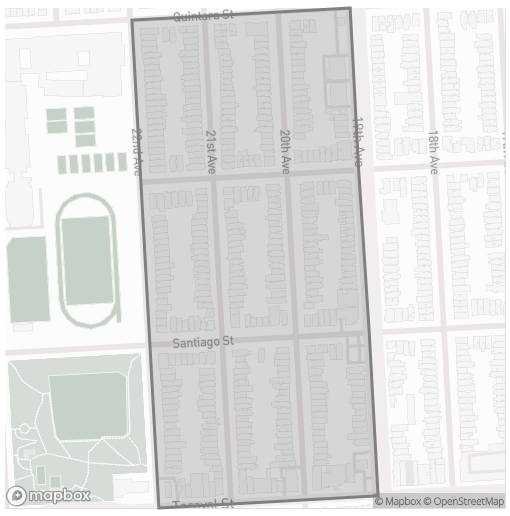 Quintara St
22nd Ave
21st Ave
20th Ave
19th Ave
18th Ave
Santiago St
Taraval St
mapbox
© Mapbox © OpenStreetMap